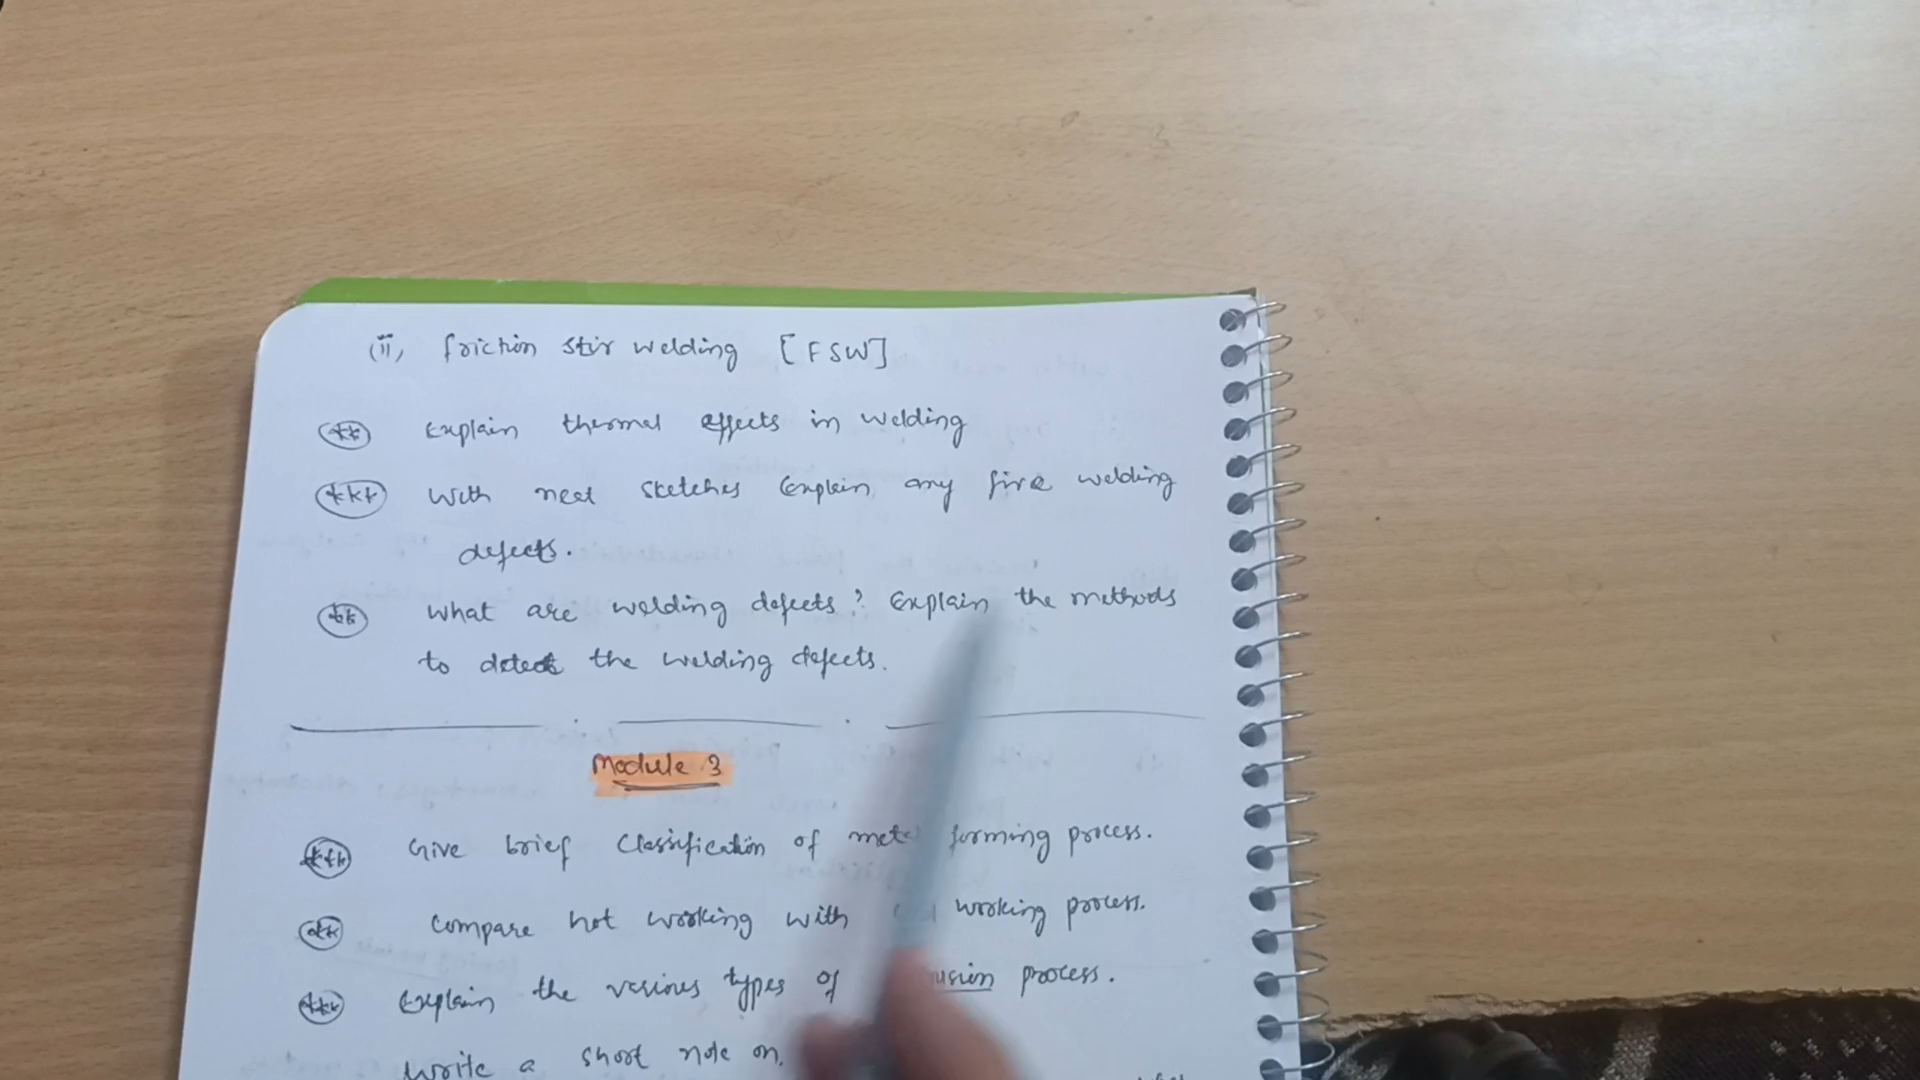 (ii) friction stir welding [FSW]
** Explain thermal effects in welding
*** With neat sketches Explain any five welding
defects.
** What are welding defects? Explain the methods
to detect the welding defects.
Module 3
*** Give brief classification of forming process.
** Compare hot working with working process.
*** Explain the various types of process.
Write a short note on.